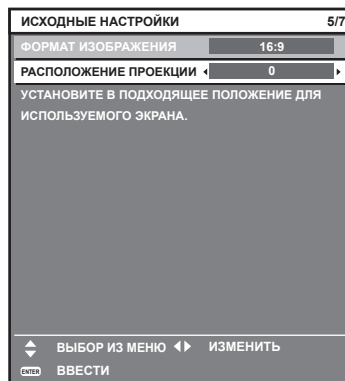 ИСХОДНЫЕ НАСТРОЙКИ 5/7
ФОРМАТ ИЗОБРАЖЕНИЯ 16:9
РАСПОЛОЖЕНИЕ ПРОЕКЦИИ 0
УСТАНОВИТЕ В ПОДХОДЯЩЕЕ ПОЛОЖЕНИЕ ДЛЯ
ИСПОЛЬЗУЕМОГО ЭКРАНА.
ВЫБОР ИЗ МЕНЮ ИЗМЕНИТЬ
ENTER ВВЕСТИ